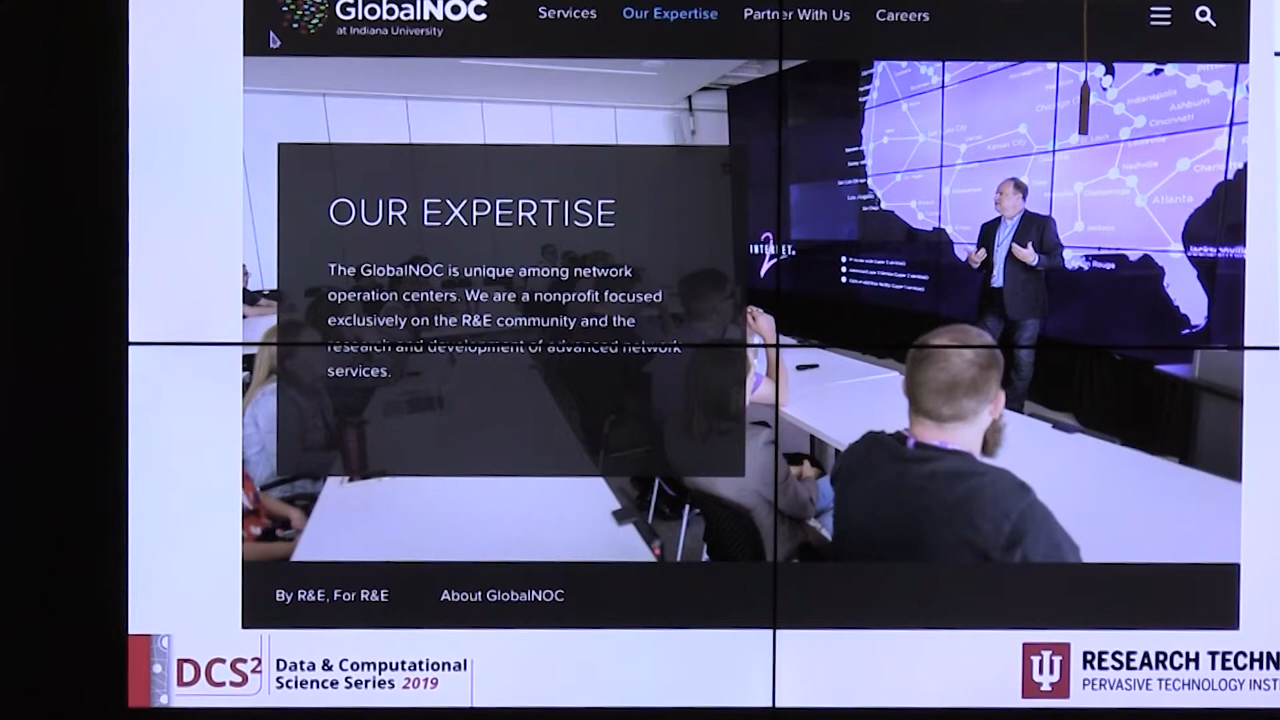 GlobalNOC
at Indiana University
Services
Our Expertise
Partner With Us
Careers
Indianapolis
Ashburn
Cincinnati
Kansas City
Nashville
Atlanta
OUR EXPERTISE
The GlobalNOC is unique among network
operation centers. We are a nonprofit focused
exclusively on the R&E community and the
research and development of advanced network
services.
By R&E, For R&E
About GlobalNOC
DCS²
Data & Computational
Science Series 2019
RESEARCH TECHN
PERVASIVE TECHNOLOGY INST